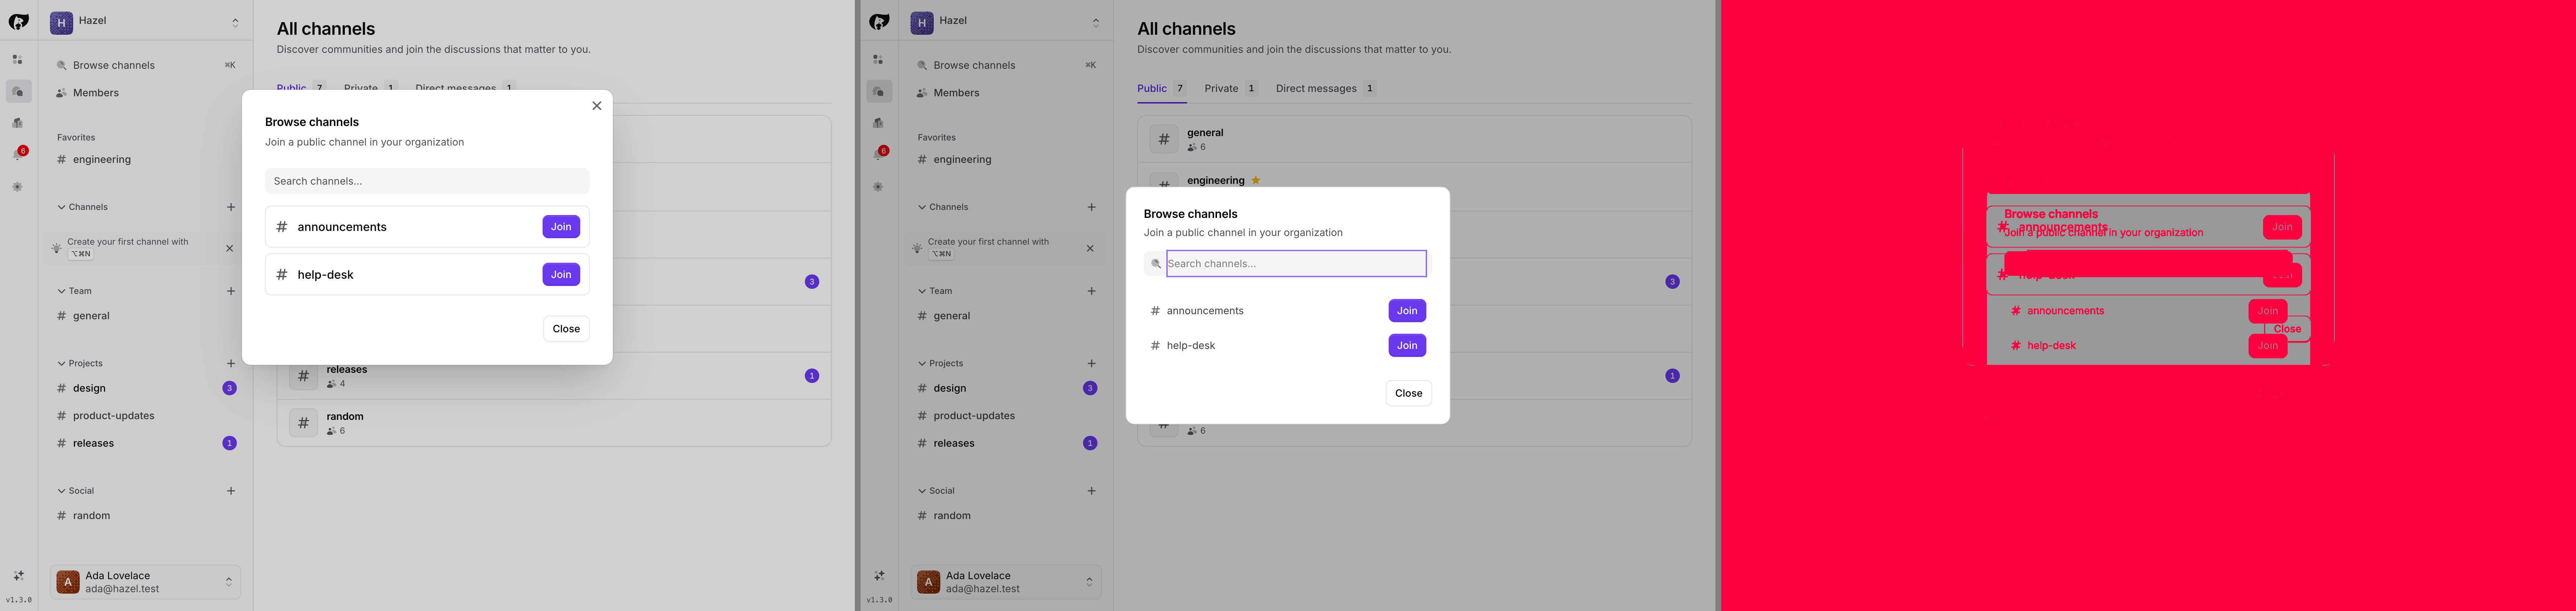 H Hazel
Browse channels ⌘K
Members
Favorites
# engineering
Channels
Create your first channel with
⌥⌘N
Team
# general
Projects
# design 3
# product-updates
# releases 1
Social
# random
A Ada Lovelace
ada@hazel.test
v1.3.0
6
All channels
Discover communities and join the discussions that matter to you.
Public 7 Private 1 Direct messages 1
Browse channels
Join a public channel in your organization
Search channels...
# announcements Join
# help-desk Join
Close
3
# releases 1
4
# random
6
H Hazel
Browse channels ⌘K
Members
6
Favorites
# engineering
Channels
Create your first channel with
⌥⌘N
Team
# general
Projects
# design 3
# product-updates
# releases 1
Social
# random
A Ada Lovelace
ada@hazel.test
v1.3.0
All channels
Discover communities and join the discussions that matter to you.
Public 7 Private 1 Direct messages 1
# general
6
# engineering
Browse channels
Join a public channel in your organization
Search channels...
# announcements Join
# help-desk Join
Close
3
1
# 6
Browse channels
# announcements Join
Join a public channel in your organization
# announcements Join
Close
# help-desk Join